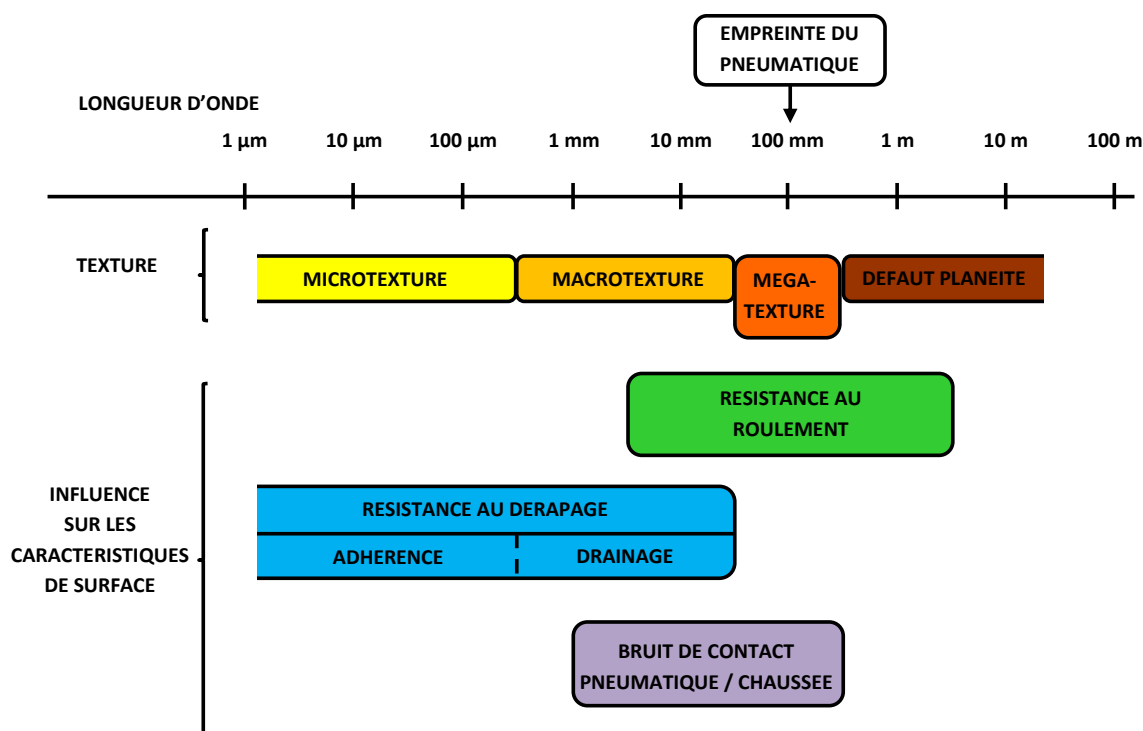 EMPREINTE DU
PNEUMATIQUE
LONGUEUR D’ONDE
1 µm 10 µm 100 µm 1 mm 10 mm 100 mm 1 m 10 m 100 m
TEXTURE
MICROTEXTURE
MACROTEXTURE
MEGA-
TEXTURE
DEFAUT PLANEITE
RESISTANCE AU
ROULEMENT
INFLUENCE
SUR LES
CARACTERISTIQUES
DE SURFACE
RESISTANCE AU DERAPAGE
ADHERENCE
DRAINAGE
BRUIT DE CONTACT
PNEUMATIQUE / CHAUSSEE